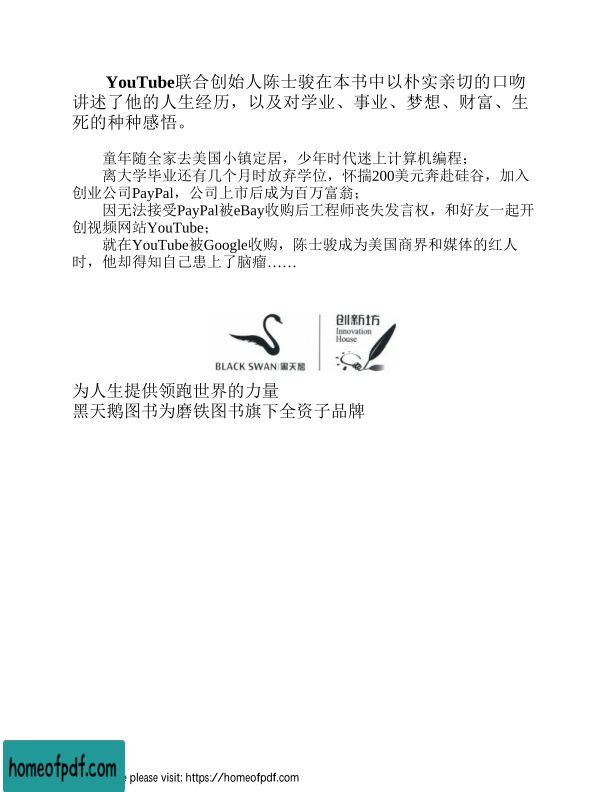 YouTube联合创始人陈士骏在本书中以朴实亲切的口吻
讲述了他的人生经历，以及对学业、事业、梦想、财富、生
死的种种感悟。
童年随全家去美国小镇定居，少年时代迷上计算机编程；
离大学毕业还有几个月时放弃学位，怀揣200美元奔赴硅谷，加入
创业公司PayPal，公司上市后成为百万富翁；
因无法接受PayPal被eBay收购后工程师丧失发言权，和好友一起开
创视频网站YouTube；
就在YouTube被Google收购，陈士骏成为美国商界和媒体的红人
时，他却得知自己患上了脑瘤……
BLACK SWAN 黑天鹅
创新坊
Innovation
House
为人生提供领跑世界的力量
黑天鹅图书为磨铁图书旗下全资子品牌
homeofpdf.com
please visit: https://homeofpdf.com